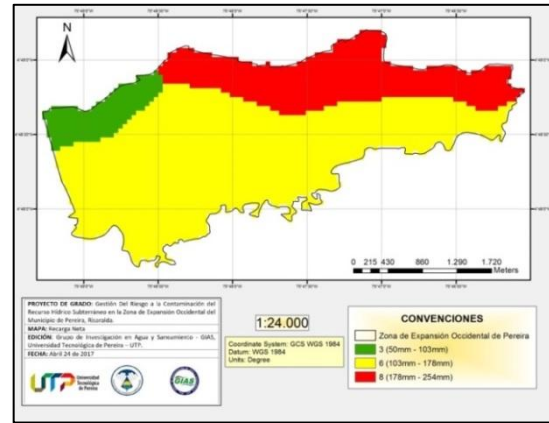 N
0 215 430 860 1.290 1.720
Meters
PROYECTO DE GRADO: Gestión Del Riesgo a la Contaminación del
Recurso Hídrico Subterráneo en la Zona de Expansión Occidental del
Municipio de Pereira, Risaralda.
MAPA: Recarga Neta
EDICIÓN: Grupo de Investigación en Agua y Saneamiento - GIAS,
Universidad Tecnológica de Pereira - UTP.
FECHA: Abril 24 de 2017
UTP Universidad
Tecnológica
de Pereira
GIAS
1:24.000
Coordinate System: GCS WGS 1984
Datum: WGS 1984
Units: Degree
CONVENCIONES
Zona de Expansión Occidental de Pereira
3 (50mm - 103mm)
6 (103mm - 178mm)
8 (178mm - 254mm)